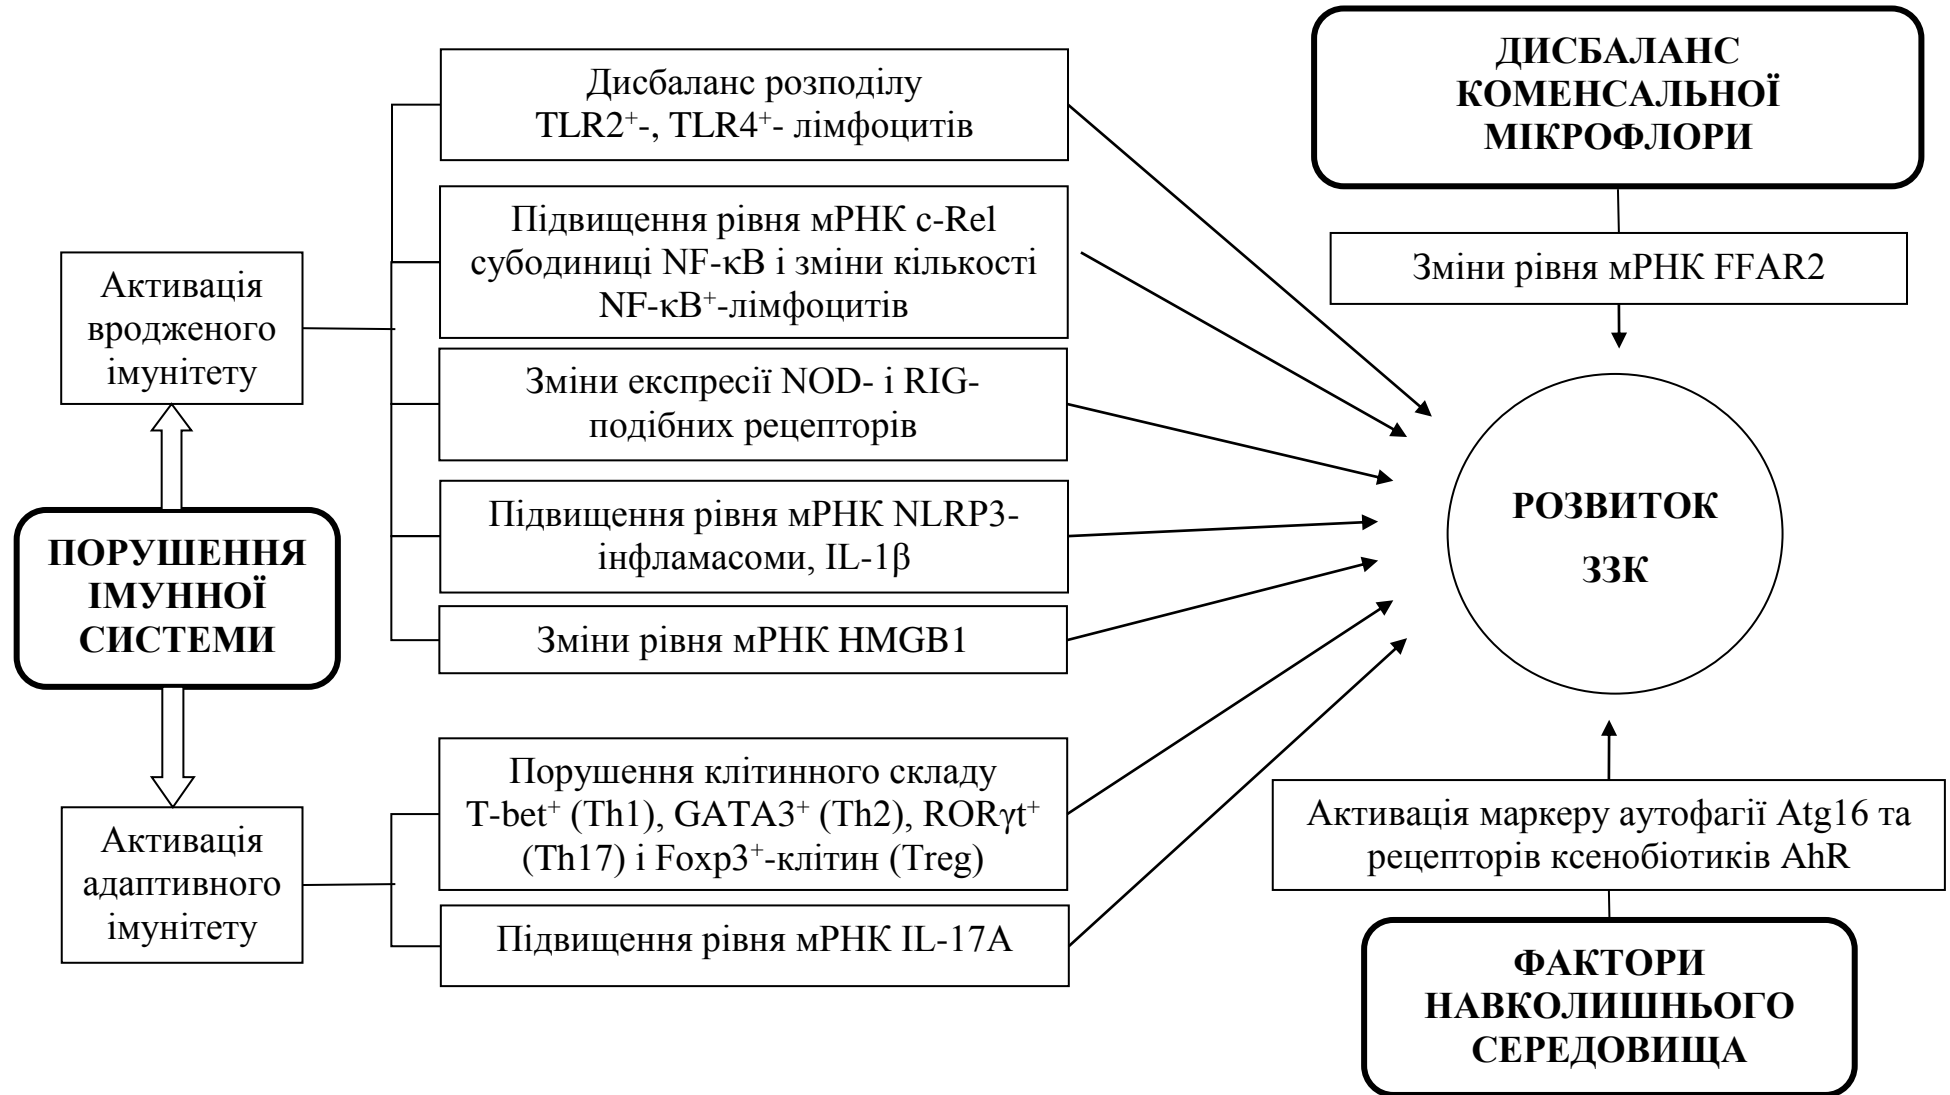 ПОРУШЕННЯ
ІМУННОЇ
СИСТЕМИ
Активація
вродженого
імунітету
Дисбаланс розподілу
TLR2⁺-, TLR4⁺- лімфоцитів
Підвищення рівня мРНК c-Rel
субодиниці NF-κB і зміни кількості
NF-κB⁺-лімфоцитів
Зміни експресії NOD- і RIG-
подібних рецепторів
Підвищення рівня мРНК NLRP3-
інфламасоми, IL-1β
Зміни рівня мРНК HMGB1
Активація
адаптивного
імунітету
Порушення клітинного складу
T-bet⁺ (Th1), GATA3⁺ (Th2), RORγt⁺
(Th17) і Foxp3⁺-клітин (Treg)
Підвищення рівня мРНК IL-17A
ДИСБАЛАНС
КОМЕНСАЛЬНОЇ
МІКРОФЛОРИ
Зміни рівня мРНК FFAR2
РОЗВИТОК
ЗЗК
Активація маркеру аутофагії Atg16 та
рецепторів ксенобіотиків AhR
ФАКТОРИ
НАВКОЛИШНЬОГО
СЕРЕДОВИЩА